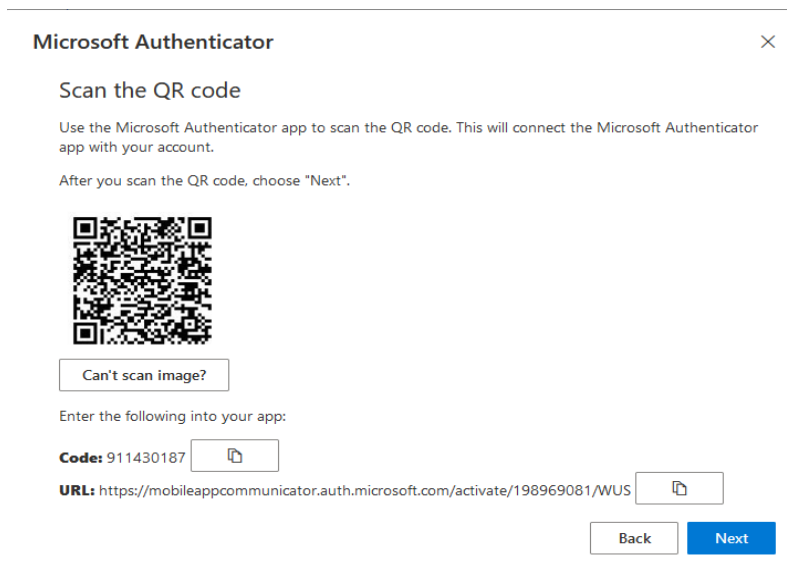 Microsoft Authenticator
Scan the QR code
Use the Microsoft Authenticator app to scan the QR code. This will connect the Microsoft Authenticator
app with your account.
After you scan the QR code, choose "Next".
Can't scan image?
Enter the following into your app:
Code: 911430187
URL: https://mobileappcommunicator.auth.microsoft.com/activate/198969081/WUS
Back Next